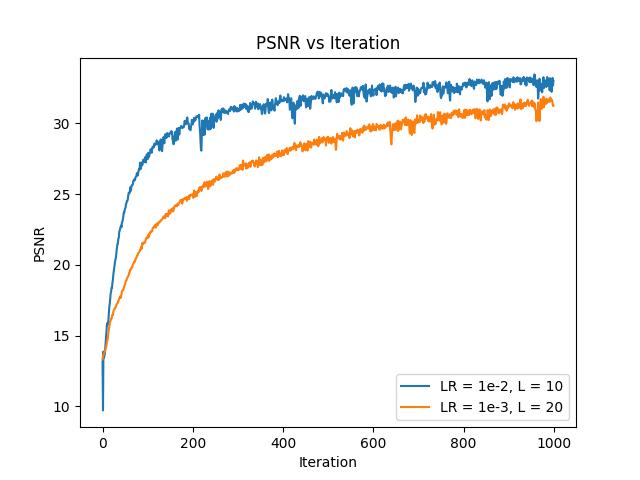 PSNR vs Iteration
PSNR
30
25
20
15
10
0 200 400 600 800 1000
Iteration
LR = 1e-2, L = 10
LR = 1e-3, L = 20